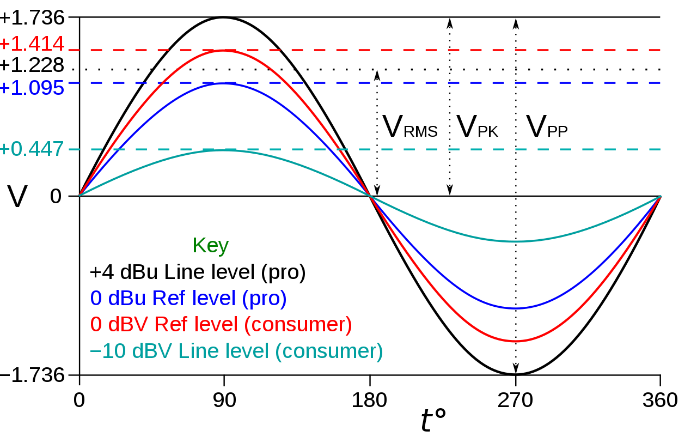 +1.736
+1.414
+1.228
+1.095
VRMS VPK VPP
+0.447
V 0
Key
+4 dBu Line level (pro)
0 dBu Ref level (pro)
0 dBV Ref level (consumer)
−10 dBV Line level (consumer)
−1.736
0 90 180 270 360
t°